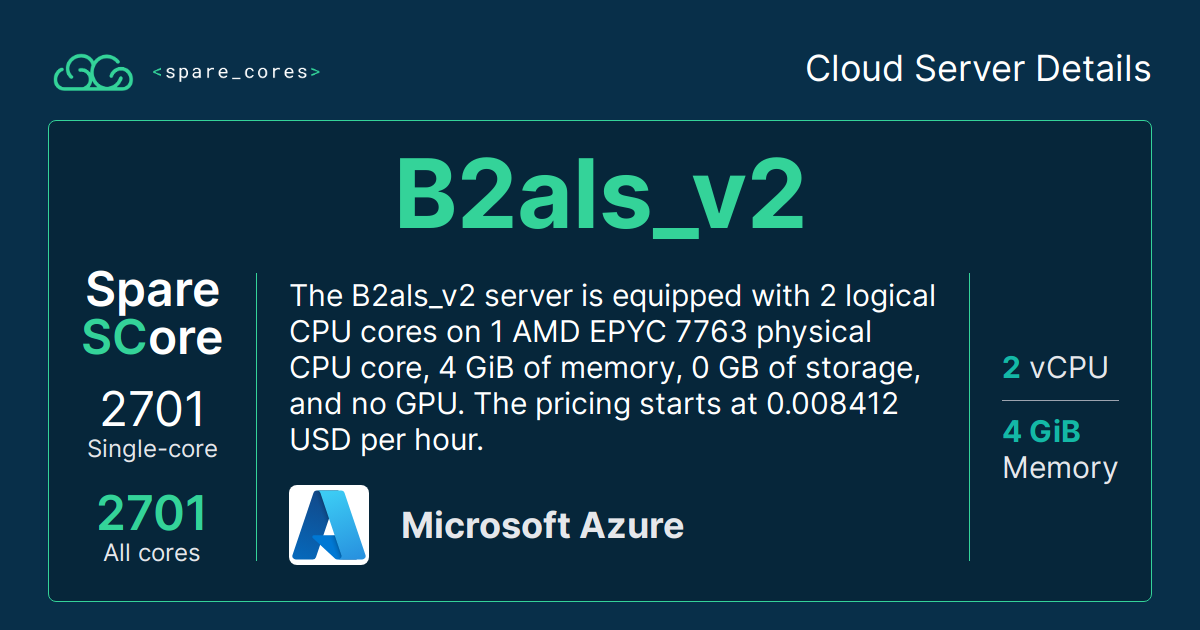 <spare_cores>
Cloud Server Details
B2als_v2
Spare
SCore
2701
Single-core
2701
All cores
The B2als_v2 server is equipped with 2 logical
CPU cores on 1 AMD EPYC 7763 physical
CPU core, 4 GiB of memory, 0 GB of storage,
and no GPU. The pricing starts at 0.008412
USD per hour.
Microsoft Azure
2 vCPU
4 GiB
Memory